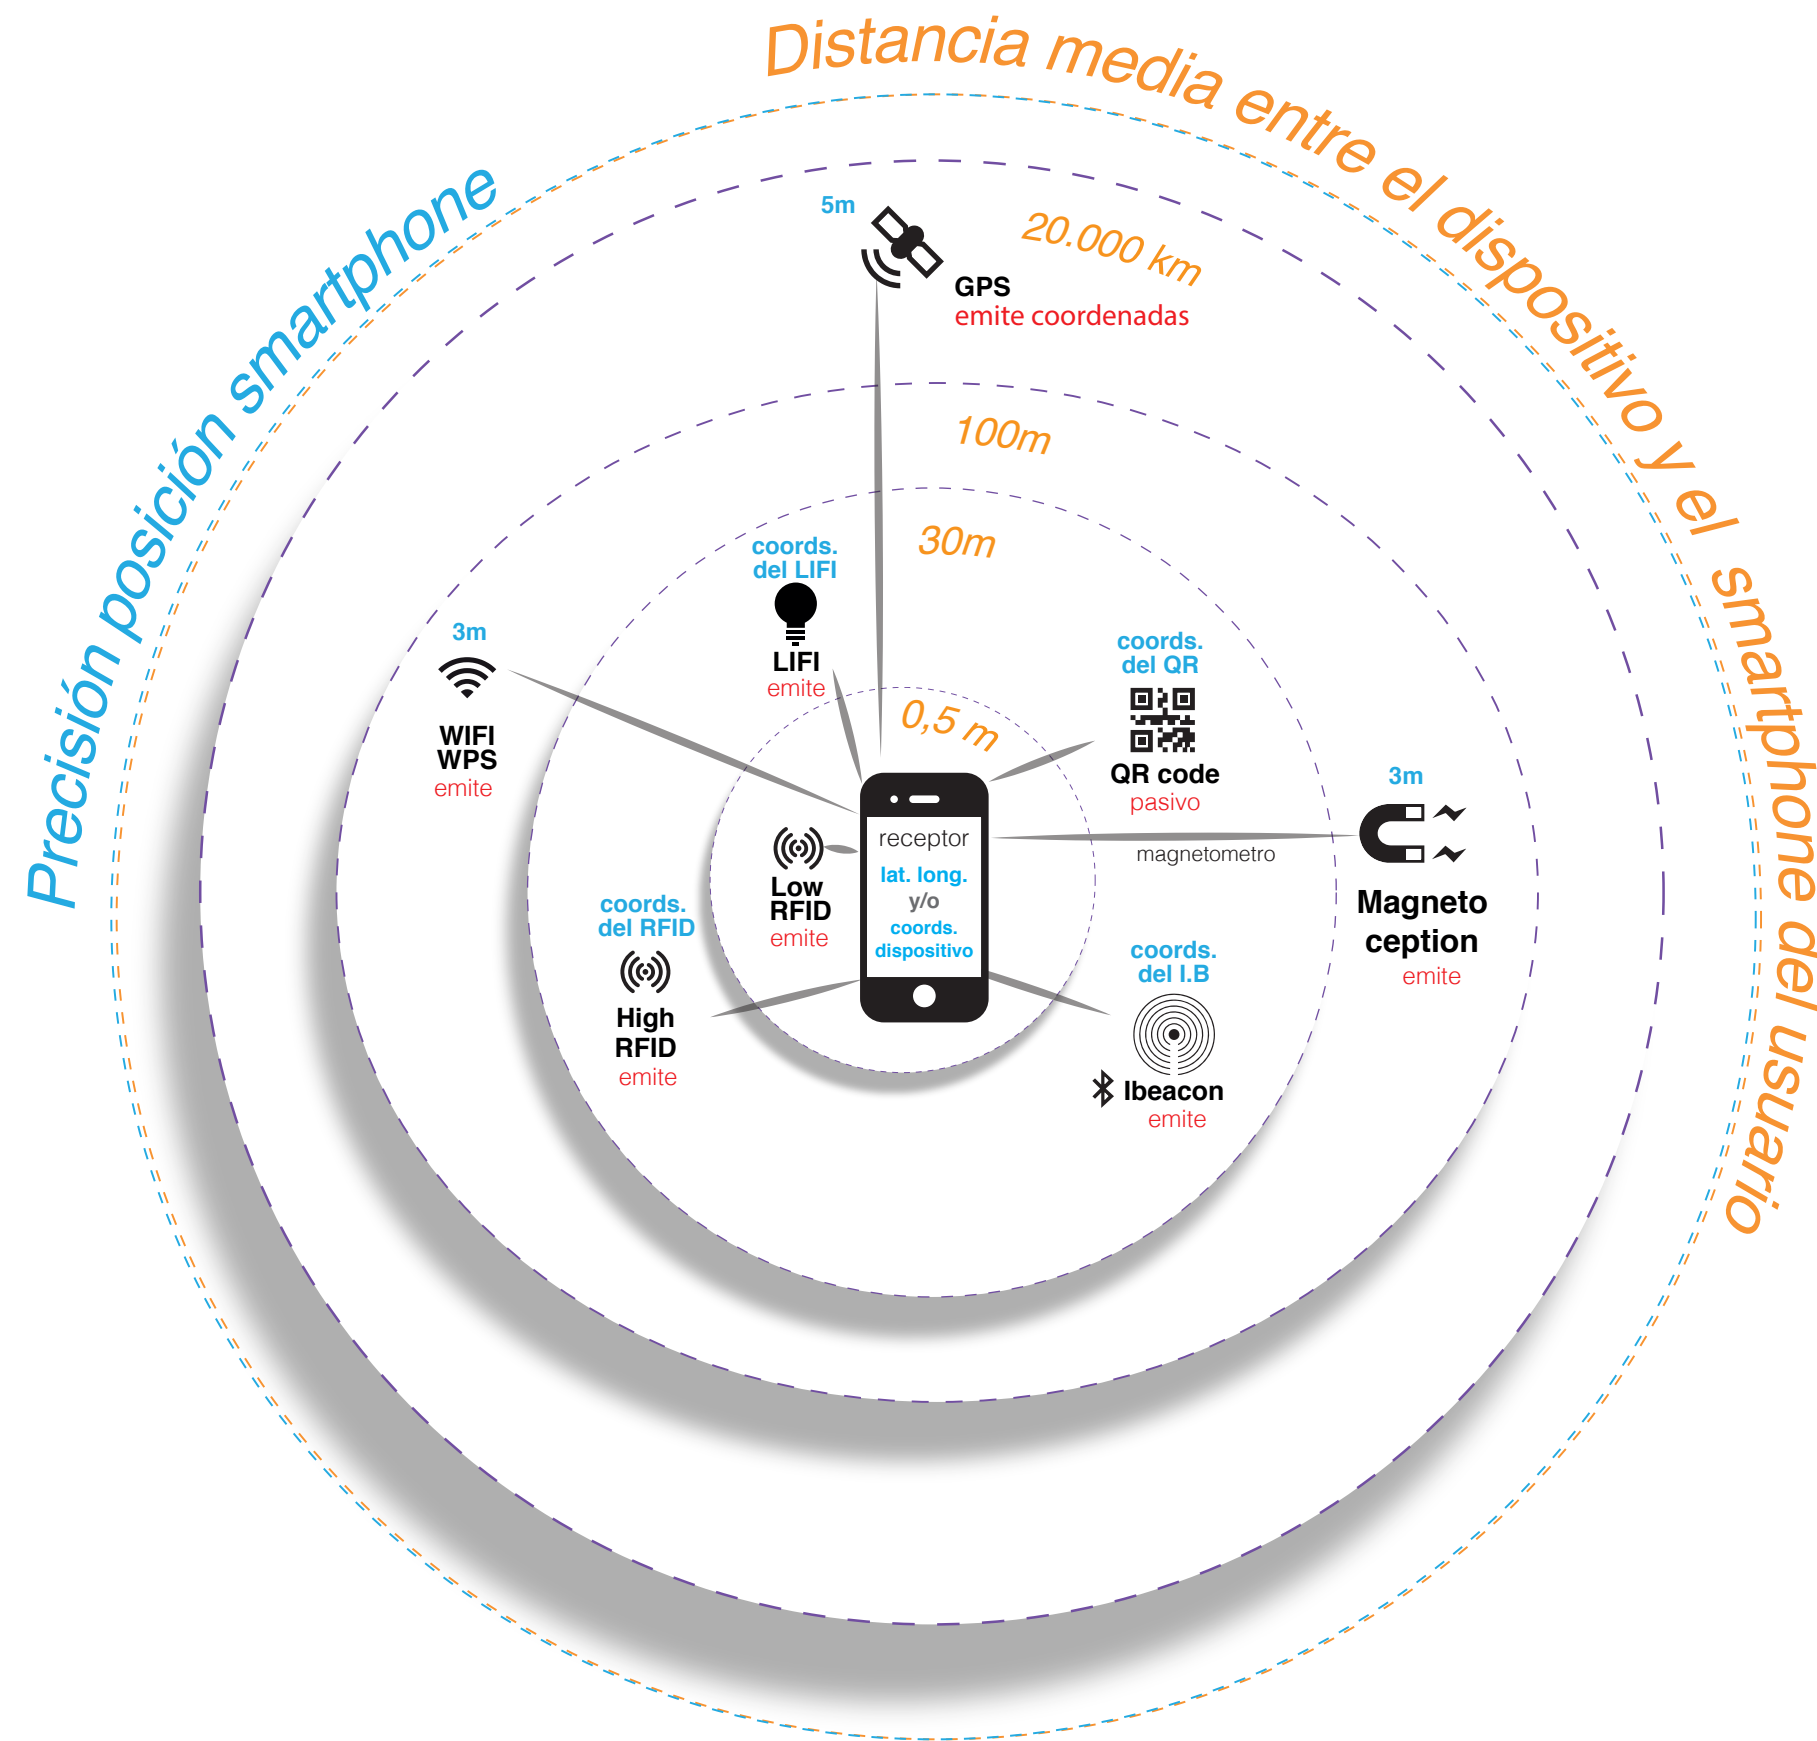 Distancia media entre el dispositivo y el smartphone del usuario
Precisión posición smartphone
5m
20.000 km
GPS
emite coordenadas
100m
30m
coords.
del LIFI
LIFI
emite
3m
WIFI
WPS
emite
coords.
del QR
QR code
pasivo
0,5 m
3m
Magneto
ception
emite
magnetometro
receptor
lat. long.
y/o
coords.
dispositivo
Low
RFID
emite
coords.
del RFID
High
RFID
emite
coords.
del I.B
Ibeacon
emite